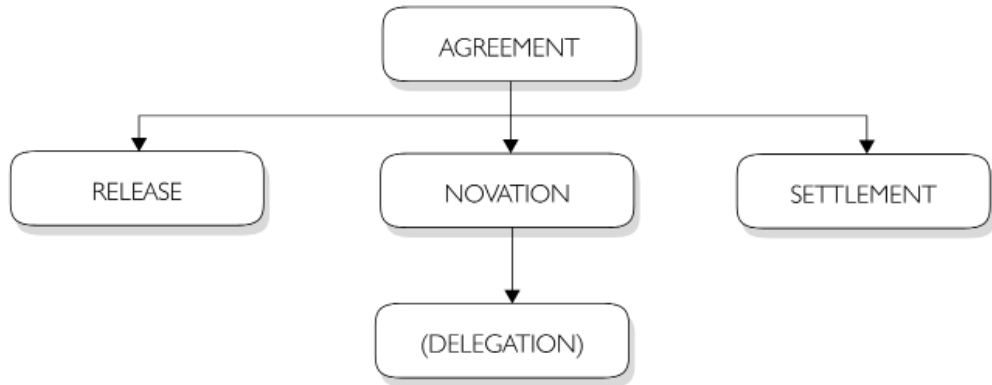 AGREEMENT
RELEASE
NOVATION
SETTLEMENT
(DELEGATION)